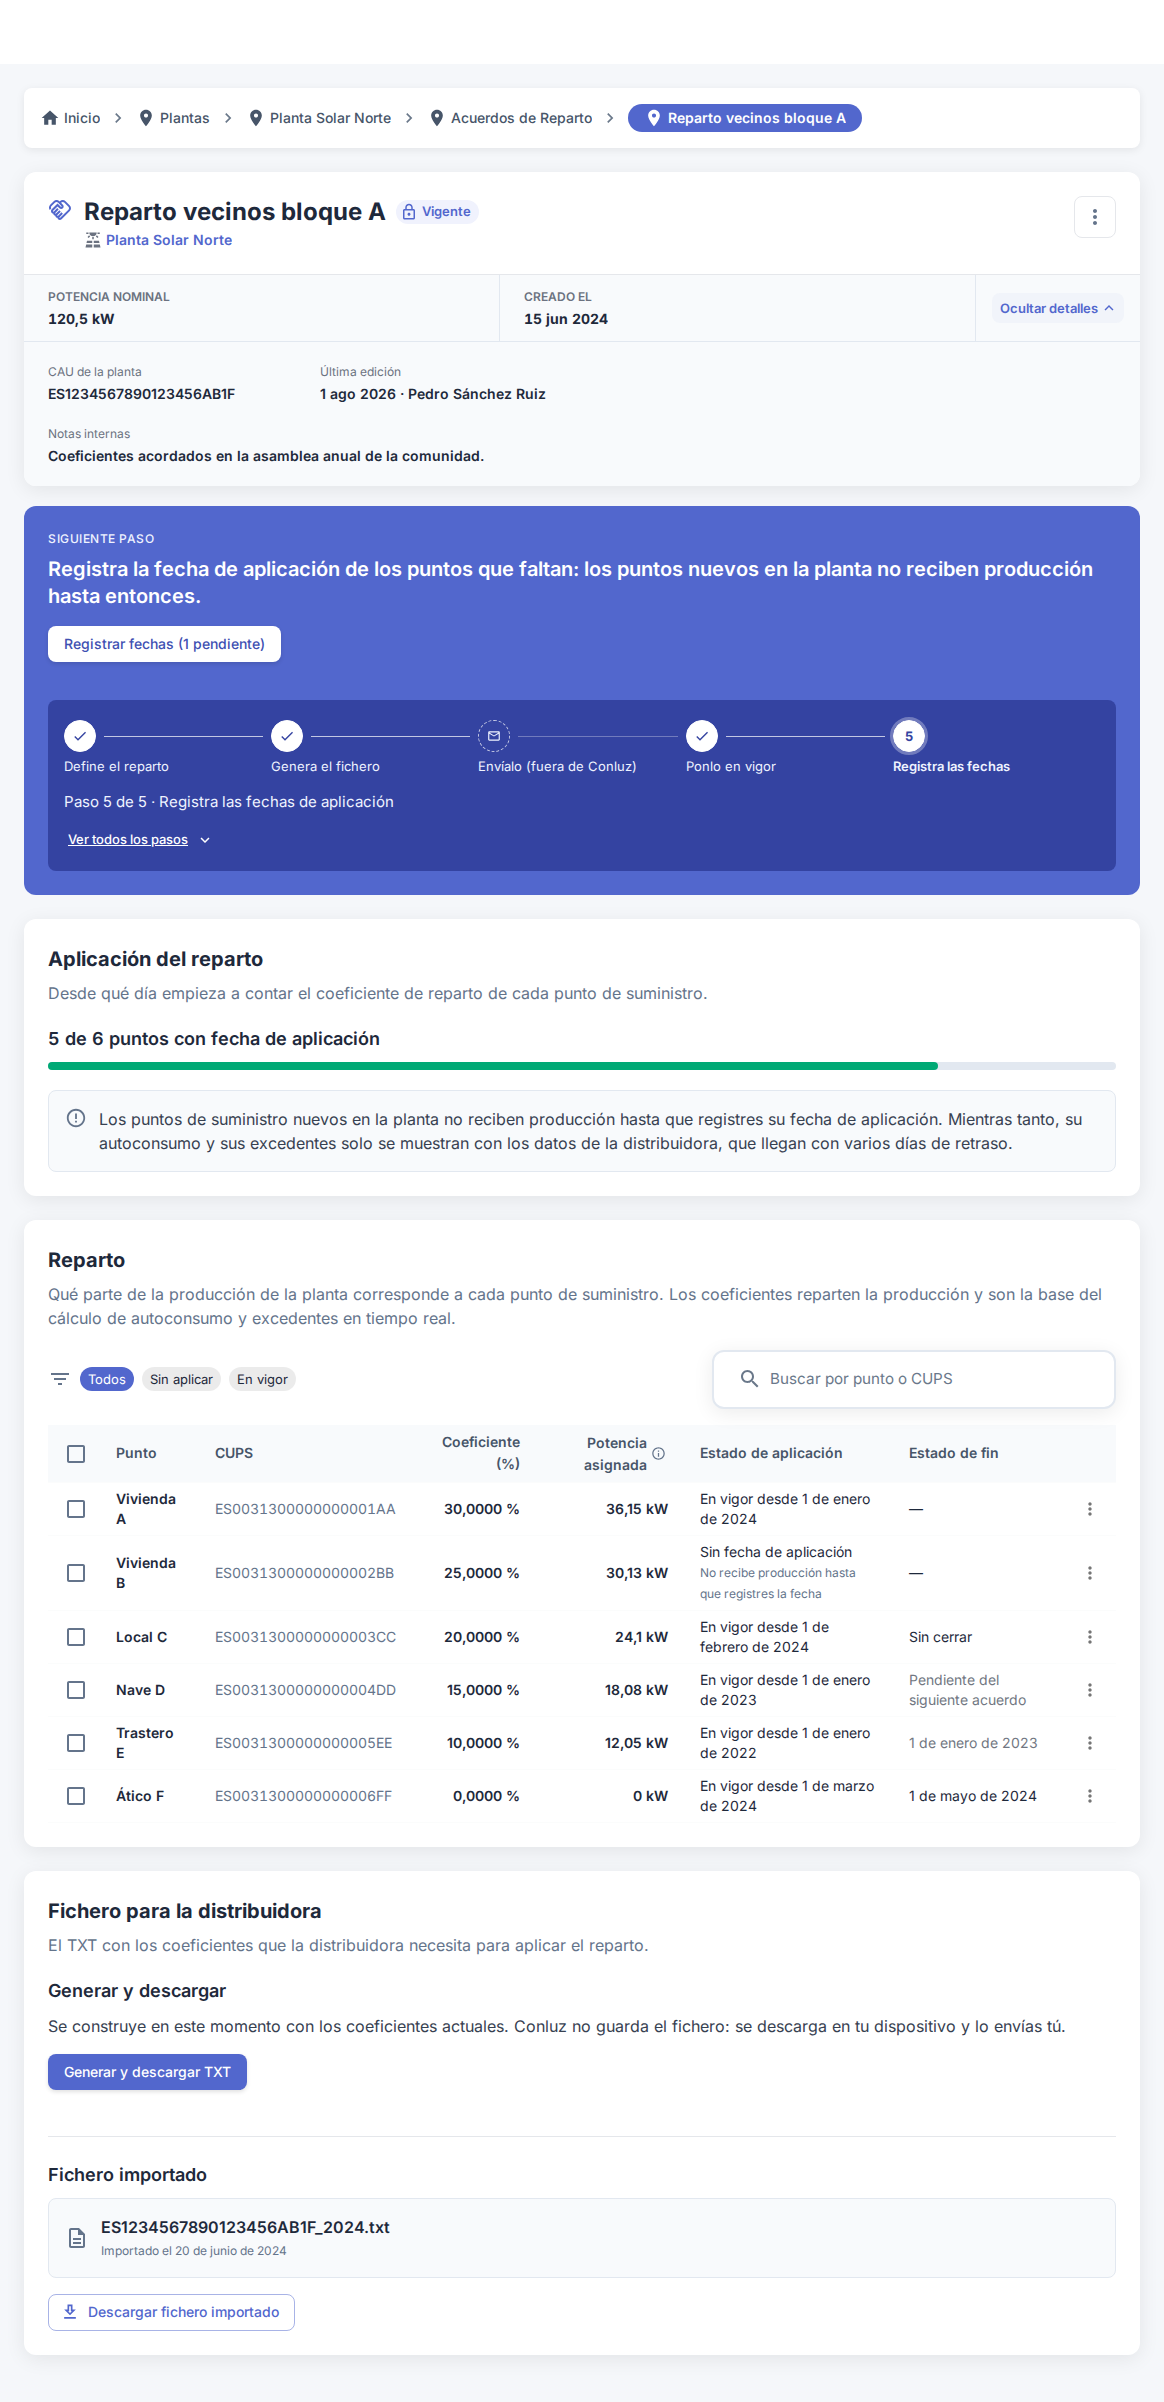 Inicio
Plantas
Planta Solar Norte
Acuerdos de Reparto
Reparto vecinos bloque A
Reparto vecinos bloque A
Vigente
Planta Solar Norte
POTENCIA NOMINAL
120,5 kW
CREADO EL
15 jun 2024
Ocultar detalles
CAU de la planta
ES1234567890123456AB1F
Última edición
1 ago 2026 · Pedro Sánchez Ruiz
Notas internas
Coeficientes acordados en la asamblea anual de la comunidad.
SIGUIENTE PASO
Registra la fecha de aplicación de los puntos que faltan: los puntos nuevos en la planta no reciben producción
hasta entonces.
Registrar fechas (1 pendiente)
5
Define el reparto
Genera el fichero
Envíalo (fuera de Conluz)
Ponlo en vigor
Registra las fechas
Paso 5 de 5 · Registra las fechas de aplicación
Ver todos los pasos
Aplicación del reparto
Desde qué día empieza a contar el coeficiente de reparto de cada punto de suministro.
5 de 6 puntos con fecha de aplicación
Los puntos de suministro nuevos en la planta no reciben producción hasta que registres su fecha de aplicación. Mientras tanto, su
autoconsumo y sus excedentes solo se muestran con los datos de la distribuidora, que llegan con varios días de retraso.
Reparto
Qué parte de la producción de la planta corresponde a cada punto de suministro. Los coeficientes reparten la producción y son la base del
cálculo de autoconsumo y excedentes en tiempo real.
Todos
Sin aplicar
En vigor
Buscar por punto o CUPS
Punto
CUPS
Coeficiente
(%)
Potencia
asignada
Estado de aplicación
Estado de fin
Vivienda
A
ES0031300000000001AA
30,0000 %
36,15 kW
En vigor desde 1 de enero
de 2024
—
Vivienda
B
ES0031300000000002BB
25,0000 %
30,13 kW
Sin fecha de aplicación
No recibe producción hasta
que registres la fecha
—
Local C
ES0031300000000003CC
20,0000 %
24,1 kW
En vigor desde 1 de
febrero de 2024
Sin cerrar
Nave D
ES0031300000000004DD
15,0000 %
18,08 kW
En vigor desde 1 de enero
de 2023
Pendiente del
siguiente acuerdo
Trastero
E
ES0031300000000005EE
10,0000 %
12,05 kW
En vigor desde 1 de enero
de 2022
1 de enero de 2023
Ático F
ES0031300000000006FF
0,0000 %
0 kW
En vigor desde 1 de marzo
de 2024
1 de mayo de 2024
Fichero para la distribuidora
El TXT con los coeficientes que la distribuidora necesita para aplicar el reparto.
Generar y descargar
Se construye en este momento con los coeficientes actuales. Conluz no guarda el fichero: se descarga en tu dispositivo y lo envías tú.
Generar y descargar TXT
Fichero importado
ES1234567890123456AB1F_2024.txt
Importado el 20 de junio de 2024
Descargar fichero importado